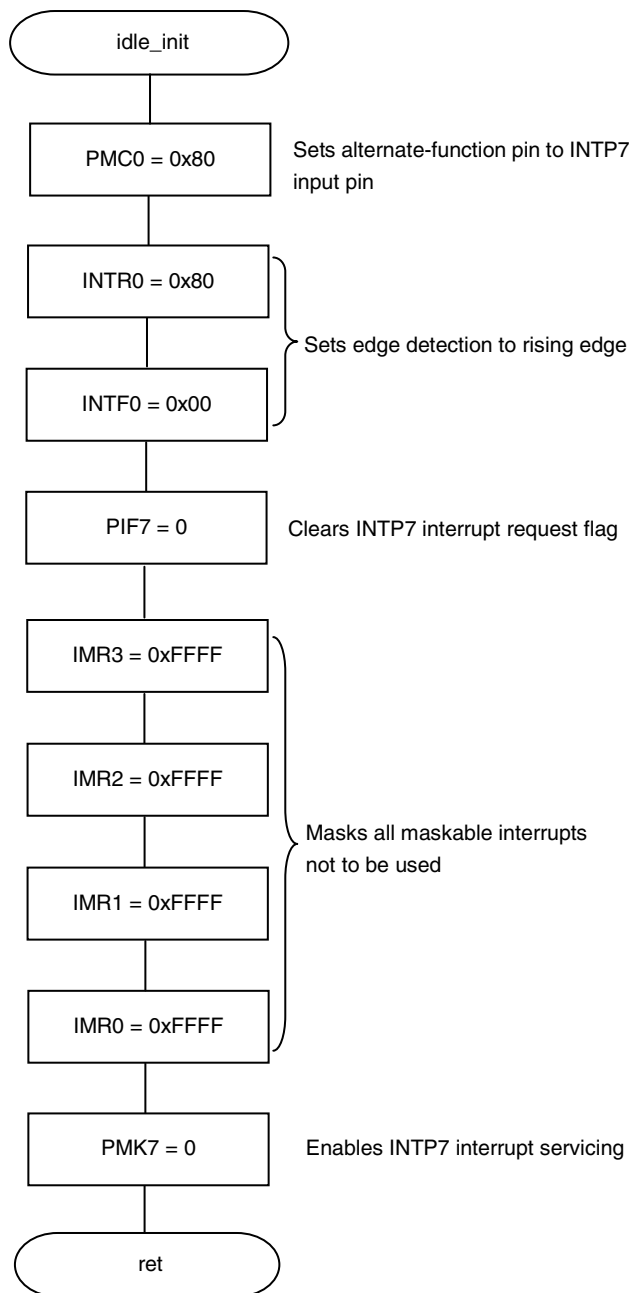 idle_init
PMC0 = 0x80
Sets alternate-function pin to INTP7
input pin
INTR0 = 0x80
Sets edge detection to rising edge
INTF0 = 0x00
PIF7 = 0
Clears INTP7 interrupt request flag
IMR3 = 0xFFFF
IMR2 = 0xFFFF
Masks all maskable interrupts
not to be used
IMR1 = 0xFFFF
IMR0 = 0xFFFF
PMK7 = 0
Enables INTP7 interrupt servicing
ret